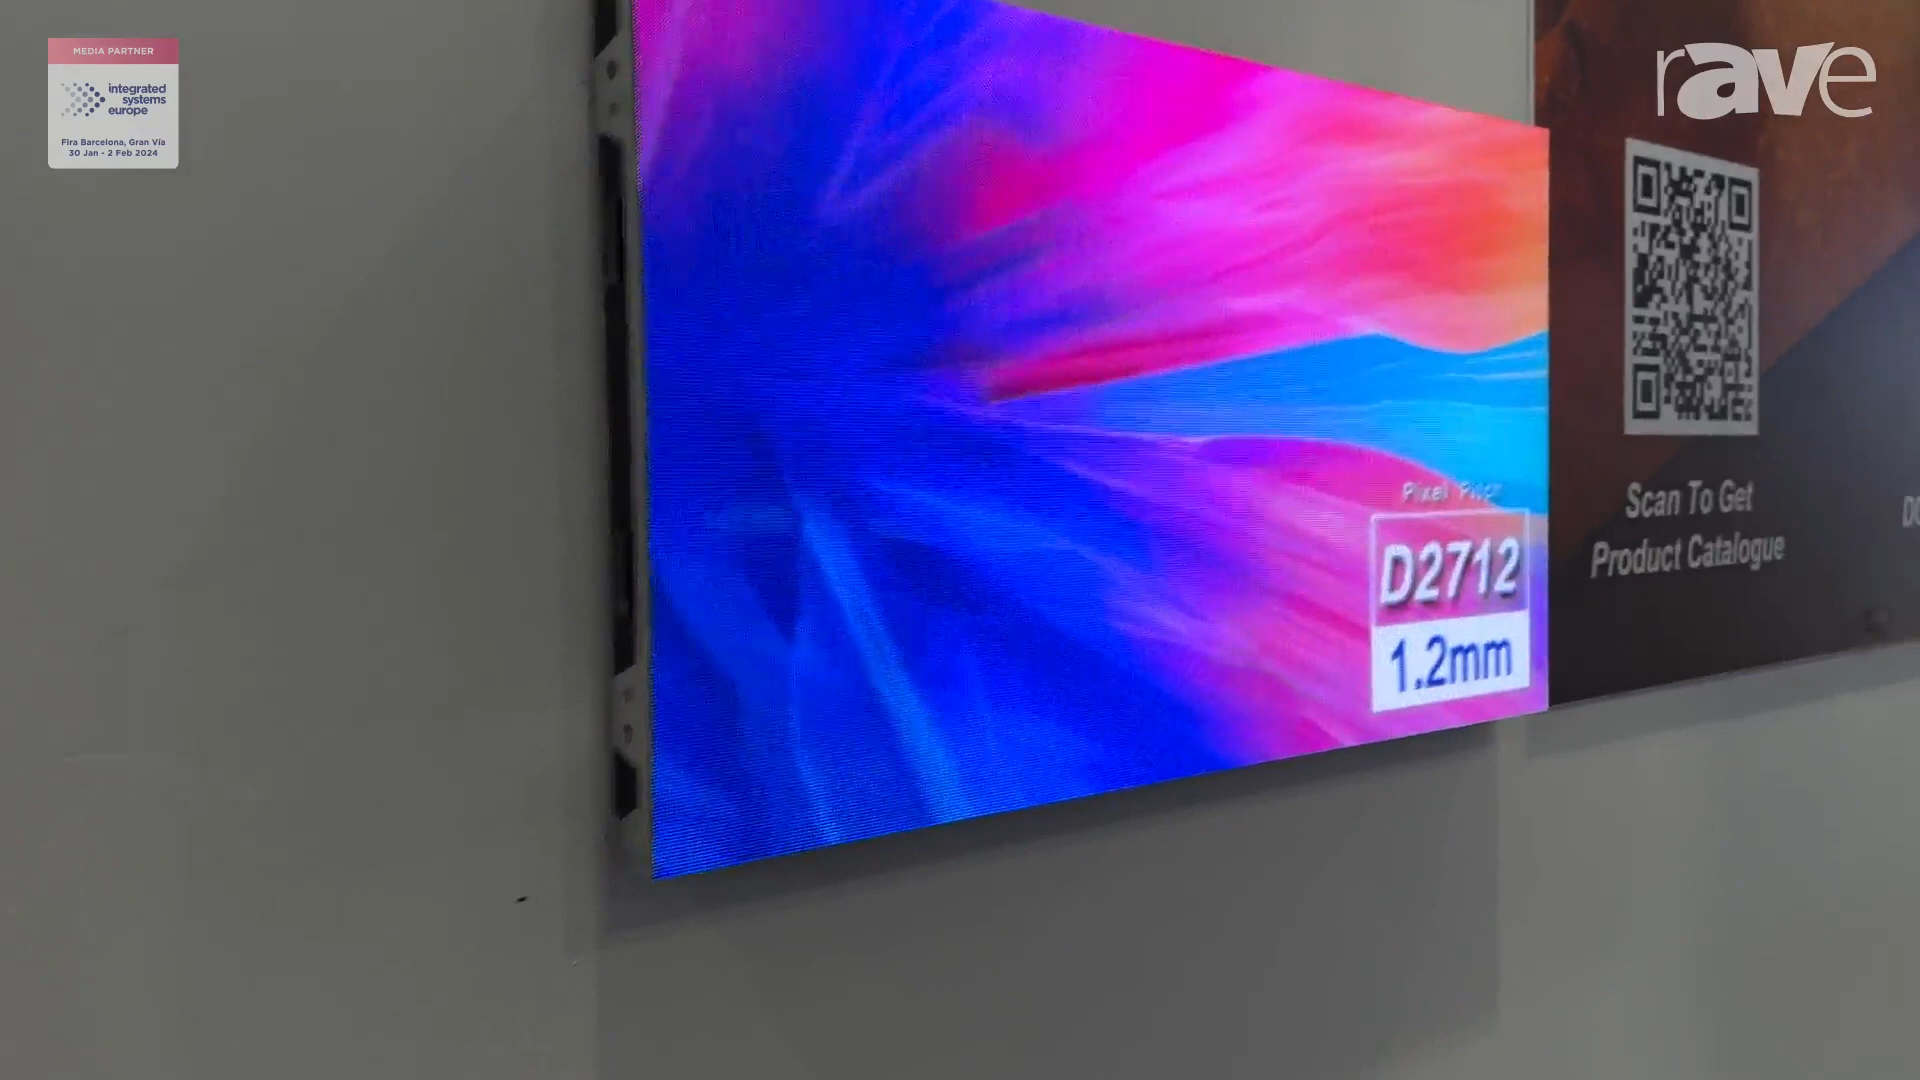 MEDIA PARTNER
integrated
systems
europe
Fira Barcelona, Gran Vía
30 Jan - 2 Feb 2024
rAVe
Pixel Pitch
D2712
1.2mm
Scan To Get
Product Catalogue